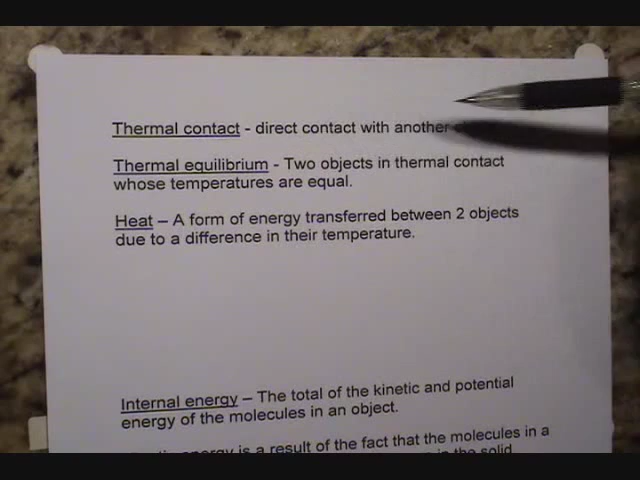 Thermal contact - direct contact with another
Thermal equilibrium - Two objects in thermal contact
whose temperatures are equal.
Heat – A form of energy transferred between 2 objects
due to a difference in their temperature.
Internal energy – The total of the kinetic and potential
energy of the molecules in an object.
energy is a result of the fact that the molecules in a
in the solid